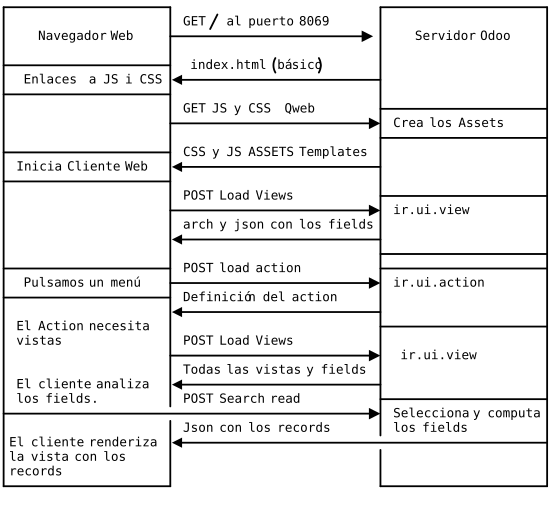 GET / al puerto 8069
Navegador Web
Servidor Odoo
index.html (básico)
Enlaces a JS i CSS
GET JS y CSS Qweb
Crea los Assets
CSS y JS ASSETS Templates
Inicia Cliente Web
POST Load Views
ir.ui.view
arch y json con los fields
POST load action
Pulsamos un menú
ir.ui.action
Definición del action
El Action necesita
vistas
POST Load Views
ir.ui.view
Todas las vistas y fields
El cliente analiza
los fields.
POST Search read
Selecciona y computa
los fields
Json con los records
El cliente renderiza
la vista con los
records